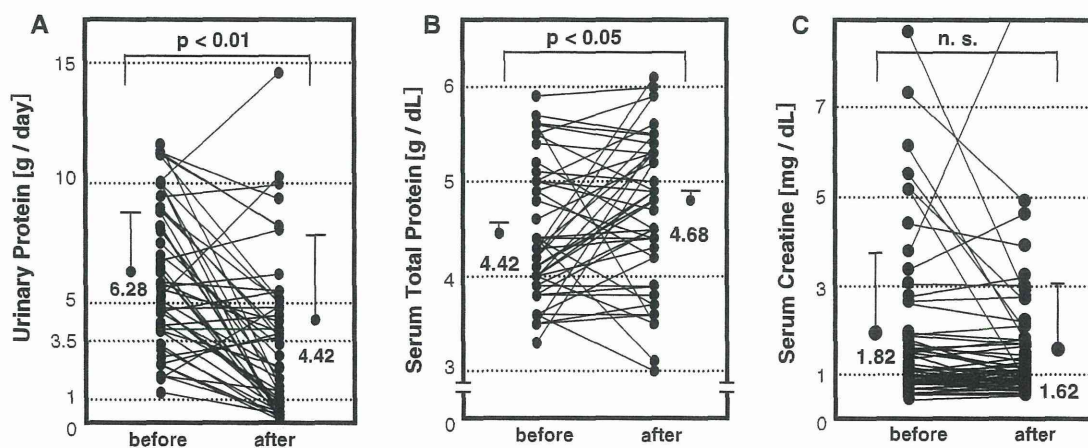 A
p < 0.01
Urinary Protein [g / day]
15
10
5
3.5
1
0
6.28
4.42
before
after
B
p < 0.05
Serum Total Protein [g / dL]
6
5
4
3
0
4.42
4.68
before
after
C
n. s.
Serum Creatine [mg / dL]
7
5
3
1
0
1.82
1.62
before
after